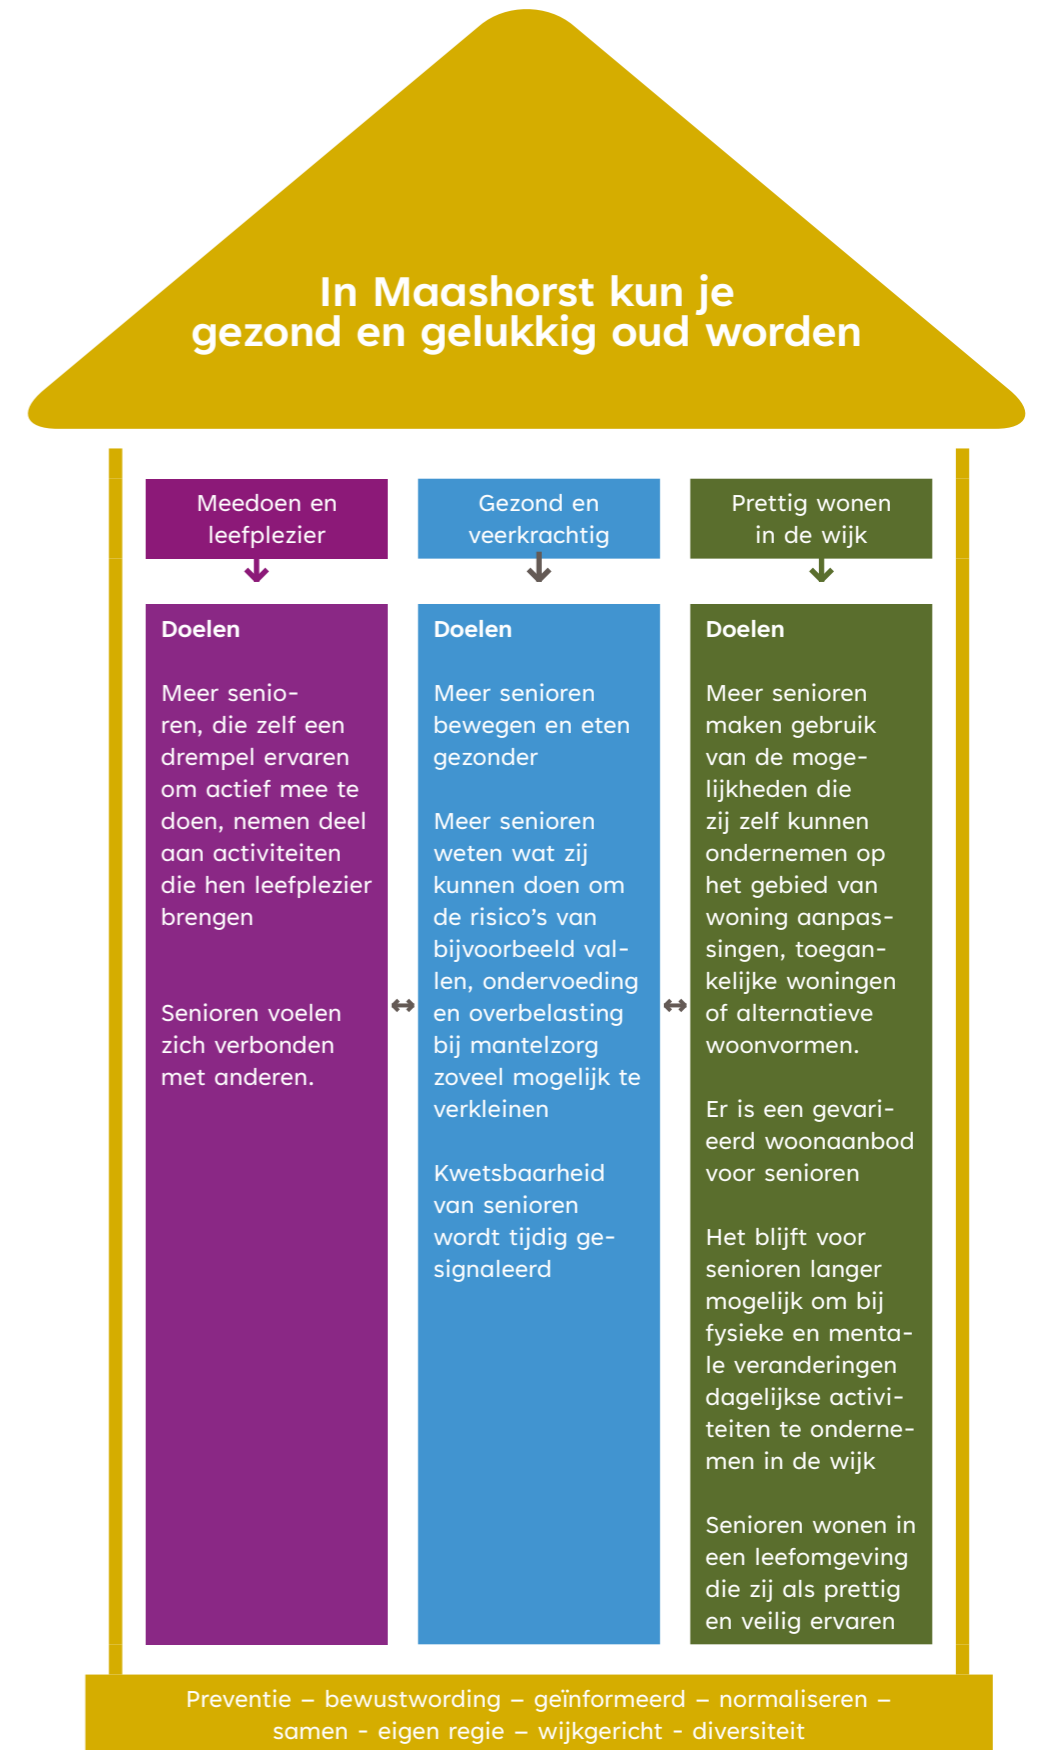 In Maashorst kun je
gezond en gelukkig oud worden
Meedoen en
leefplezier
Doelen
Meer senio-
ren, die zelf een
drempel ervaren
om actief mee te
doen, nemen deel
aan activiteiten
die hen leefplezier
brengen
Senioren voelen
zich verbonden
met anderen.
Gezond en
veerkrachtig
Doelen
Meer senioren
bewegen en eten
gezonder
Meer senioren
weten wat zij
kunnen doen om
de risico's van
bijvoorbeeld val-
len, ondervoeding
en overbelasting
bij mantelzorg
zoveel mogelijk te
verkleinen
Kwetsbaarheid
van senioren
wordt tijdig ge-
signaleerd
Prettig wonen
in de wijk
Doelen
Meer senioren
maken gebruik
van de moge-
lijkheden die
zij zelf kunnen
ondernemen op
het gebied van
woning aanpas-
singen, toegan-
kelijke woningen
of alternatieve
woonvormen.
Er is een gevari-
eerd woonaanbod
voor senioren
Het blijft voor
senioren langer
mogelijk om bij
fysieke en menta-
le veranderingen
dagelijkse activi-
teiten te onderne-
men in de wijk
Senioren wonen in
een leefomgeving
die zij als prettig
en veilig ervaren
Preventie – bewustwording – geïnformeerd – normaliseren –
samen - eigen regie – wijkgericht - diversiteit